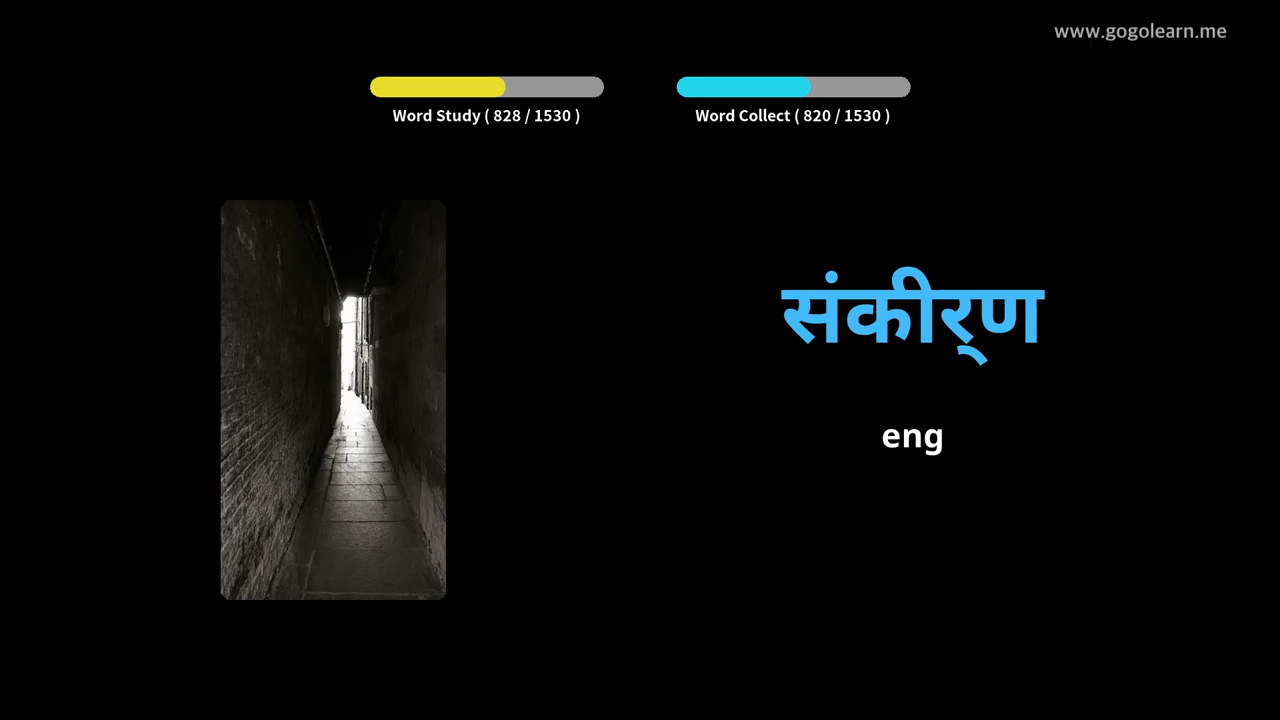 www.gogolearn.me
Word Study ( 828 / 1530 )
Word Collect ( 820 / 1530 )
संकीर्‌ण
eng